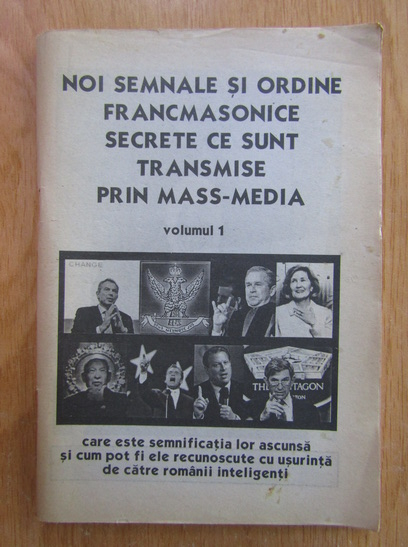 NOI SEMNALE ȘI ORDINE
FRANCMASONICE
SECRETE CE SUNT
TRANSMISE
PRIN MASS-MEDIA
volumul 1
CHANGE
THE PENTAGON
care este semnificația lor ascunsă
și cum pot fi ele recunoscute cu ușurință
de către românii inteligenți